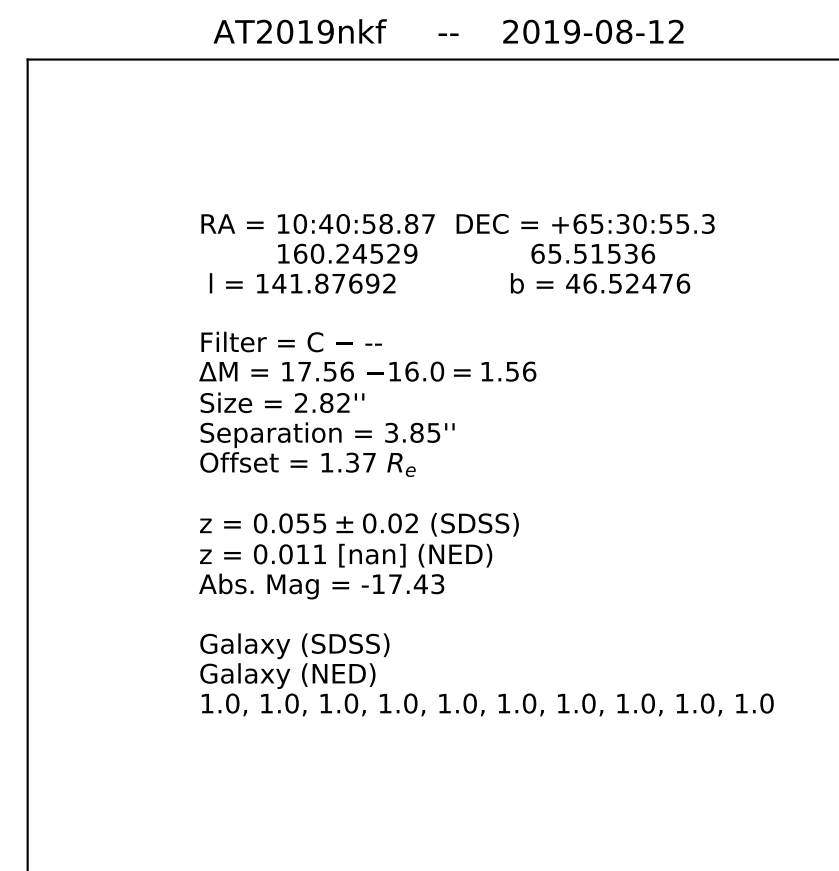 AT2019nkf -- 2019-08-12
RA = 10:40:58.87 DEC = +65:30:55.3
160.24529 65.51536
l = 141.87692 b = 46.52476
Filter = C − --
ΔM = 17.56 −16.0 = 1.56
Size = 2.82''
Separation = 3.85''
Offset = 1.37 Re
z = 0.055 ± 0.02 (SDSS)
z = 0.011 [nan] (NED)
Abs. Mag = -17.43
Galaxy (SDSS)
Galaxy (NED)
1.0, 1.0, 1.0, 1.0, 1.0, 1.0, 1.0, 1.0, 1.0, 1.0